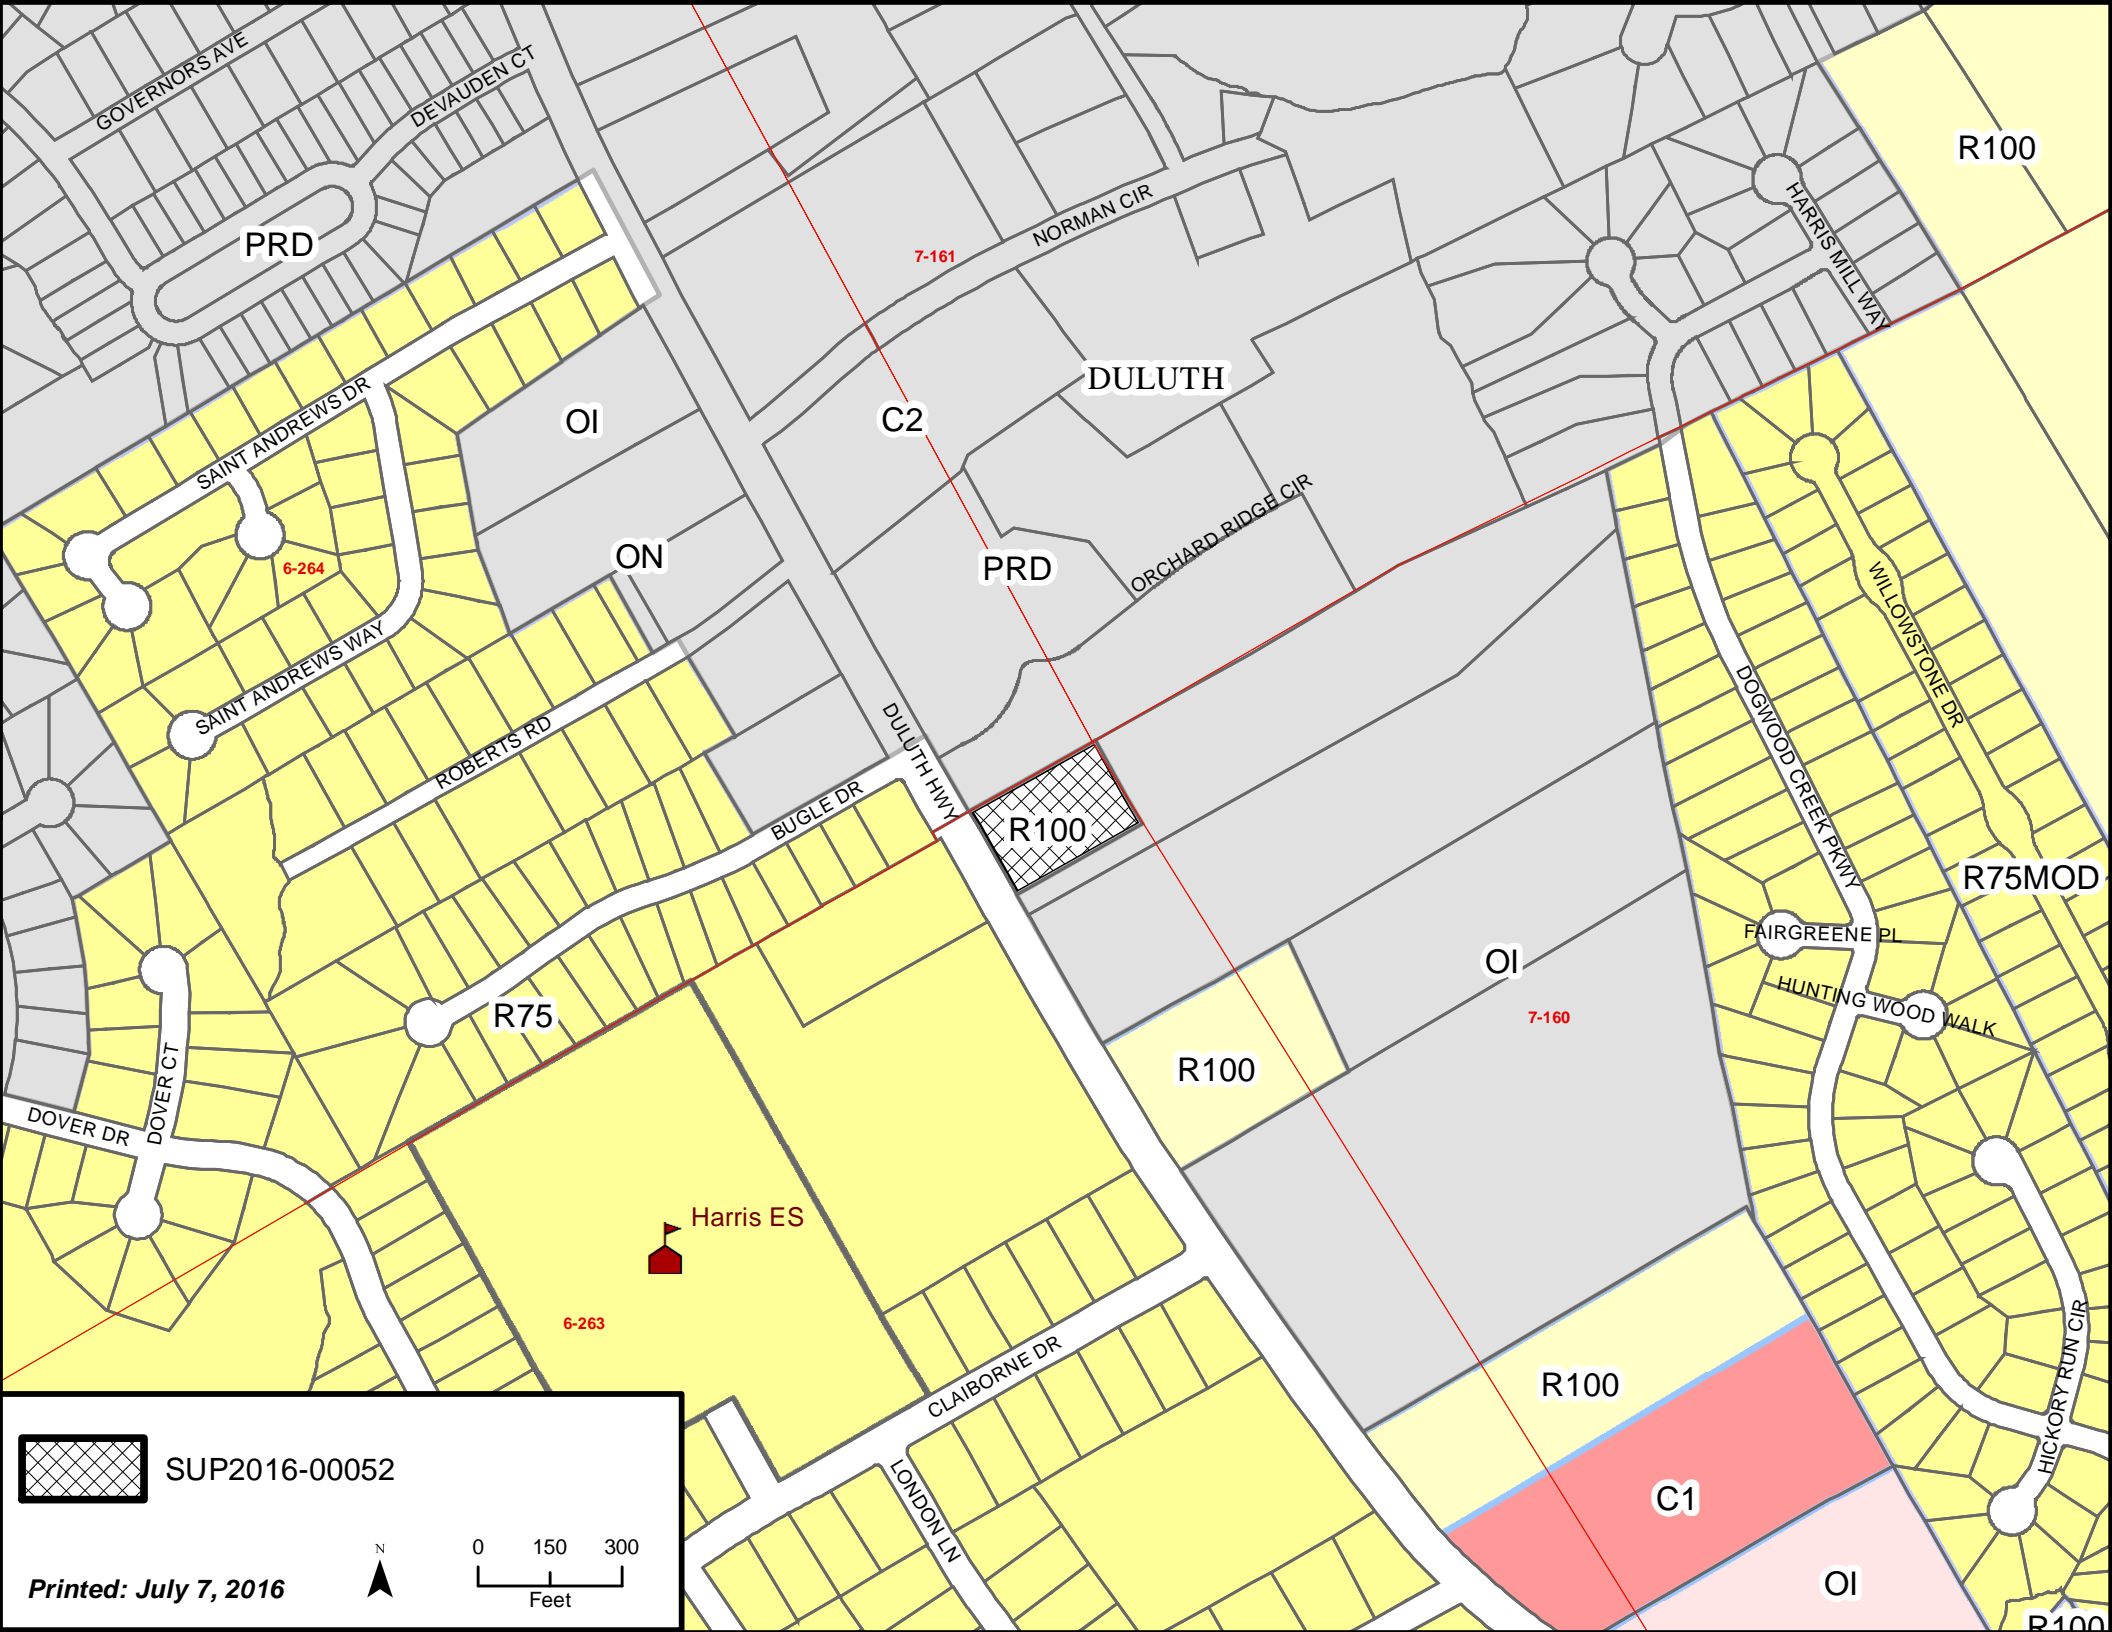 GOVERNORS AVE
DEVAUDEN CT
R100
PRD
NORMAN CIR
HARRIS MILL WAY
7-161
DULUTH
SAINT ANDREWS DR
OI
C2
6-264
ON
PRD
ORCHARD RIDGE CIR
WILLOWSTONE DR
SAINT ANDREWS WAY
ROBERTS RD
DULUTH HWY
DOGWOOD CREEK PKWY
BUGLE DR
R100
R75MOD
FAIRGREENE PL
OI
HUNTING WOOD WALK
R75
7-160
R100
DOVER CT
DOVER DR
Harris ES
6-263
CLAIBORNE DR
R100
HICKORY RUN CIR
LONDON LN
C1
OI
R100
SUP2016-00052
N
0 150 300
Feet
Printed: July 7, 2016